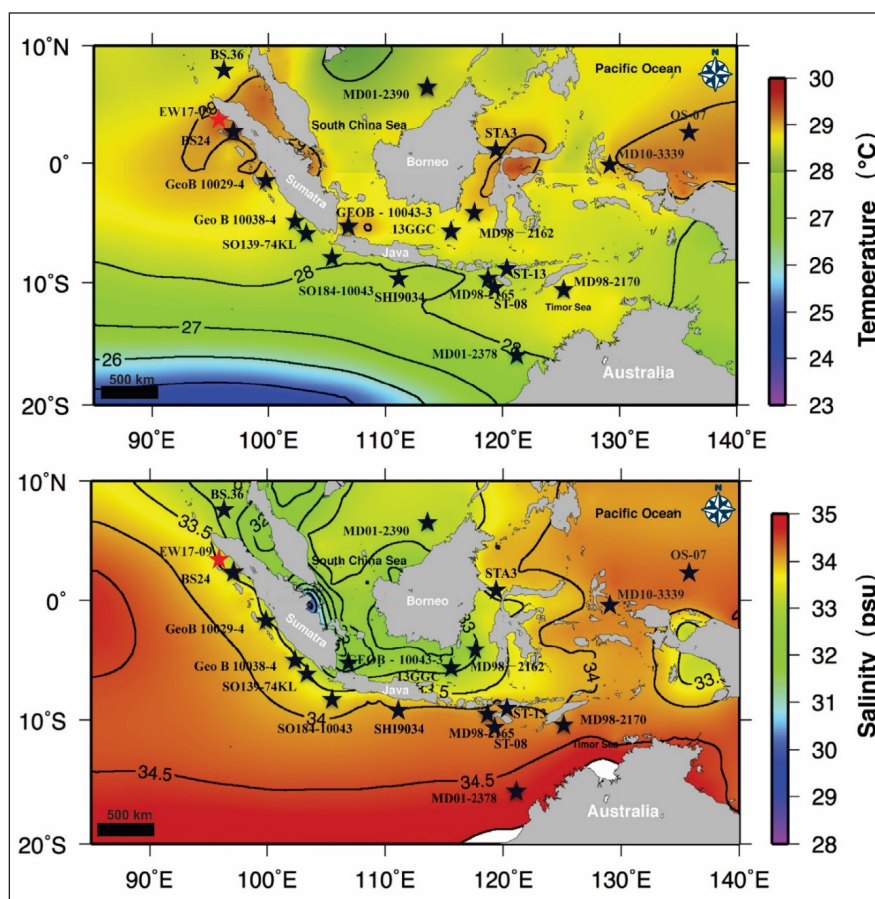 10˚N
BS.36
N
Pacific Ocean
MD01-2390
EW17-09
OS-07
South China Sea
STA3
BS24
0˚
Borneo
MD10-3339
GeoB 10029-4
Sumatra
GEOB - 10043-3
Geo B 10038-4
13GGC
MD98-2162
SO139-74KL
Java
ST-13
10˚S
28
SO184-10043
SHI9034
MD98-2165
MD98-2170
ST-08
Timor Sea
27
MD01-2378
28
26
Australia
500 km
20˚S
90˚E
100˚E
110˚E
120˚E
130˚E
140˚E
30
29
28
27
26
25
24
23
Temperature (°C)
10˚N
BS.36
N
33.5
32
Pacific Ocean
MD01-2390
EW17-09
OS-07
South China Sea
BS24
STA3
0˚
Borneo
MD10-3339
Sumatra
33
GeoB 10029-4
34
33.
GEOB - 10043-3
Geo B 10038-4
13GGC
MD98-2162
SO139-74KL
Java
33.5
10˚S
34
ST-13
SO184-10043
SHI9034
MD98-2165
MD98-2170
ST-08
Timor Sea
34.5
34.5
MD01-2378
Australia
500 km
20˚S
90˚E
100˚E
110˚E
120˚E
130˚E
140˚E
35
34
33
32
31
30
29
28
Salinity (psu)